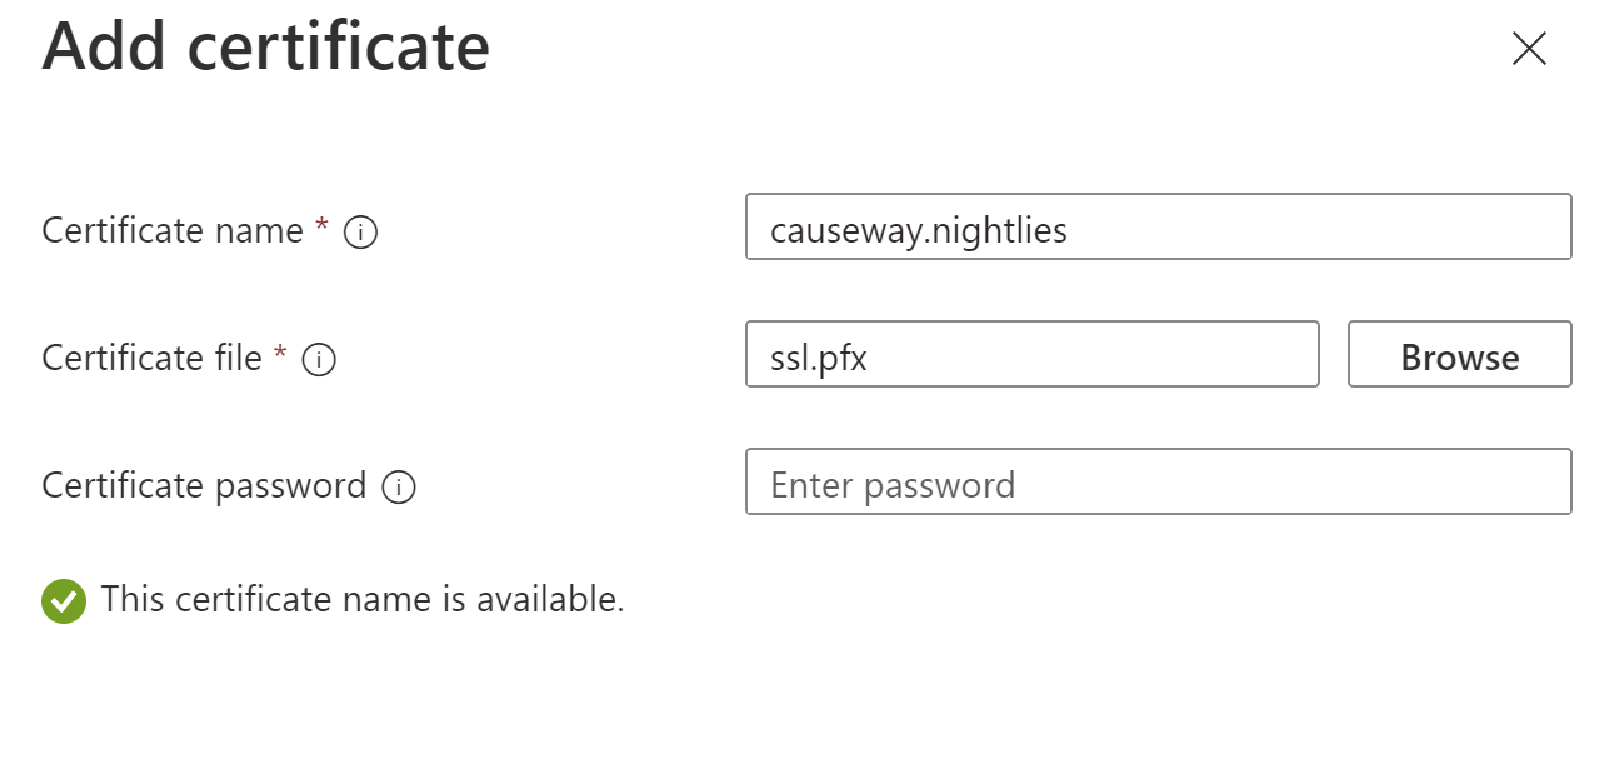 Add certificate
Certificate name *
causeway.nightlies
Certificate file *
ssl.pfx
Browse
Certificate password
Enter password
This certificate name is available.